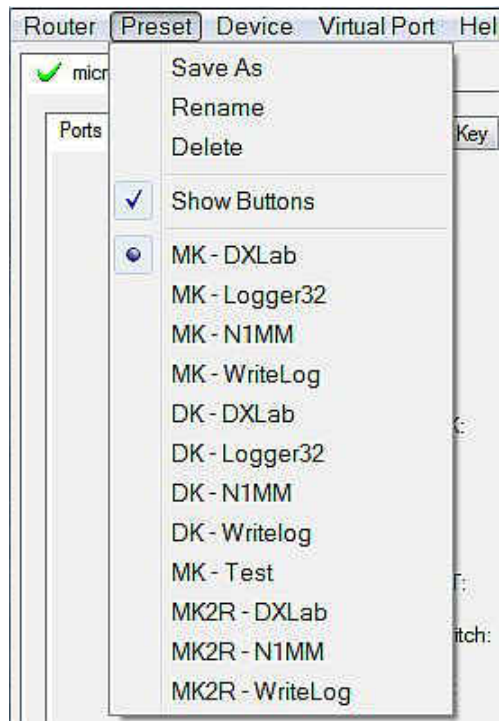 Router Preset Device Virtual Port Hel
micr
Save As
Rename
Ports
Key
Delete
Show Buttons
MK - DXLab
MK - Logger32
MK - N1MM
MK - WriteLog
DK - DXLab
DK - Logger32
DK - N1MM
DK - Writelog
MK - Test
MK2R - DXLab
itch:
MK2R - N1MM
MK2R - WriteLog